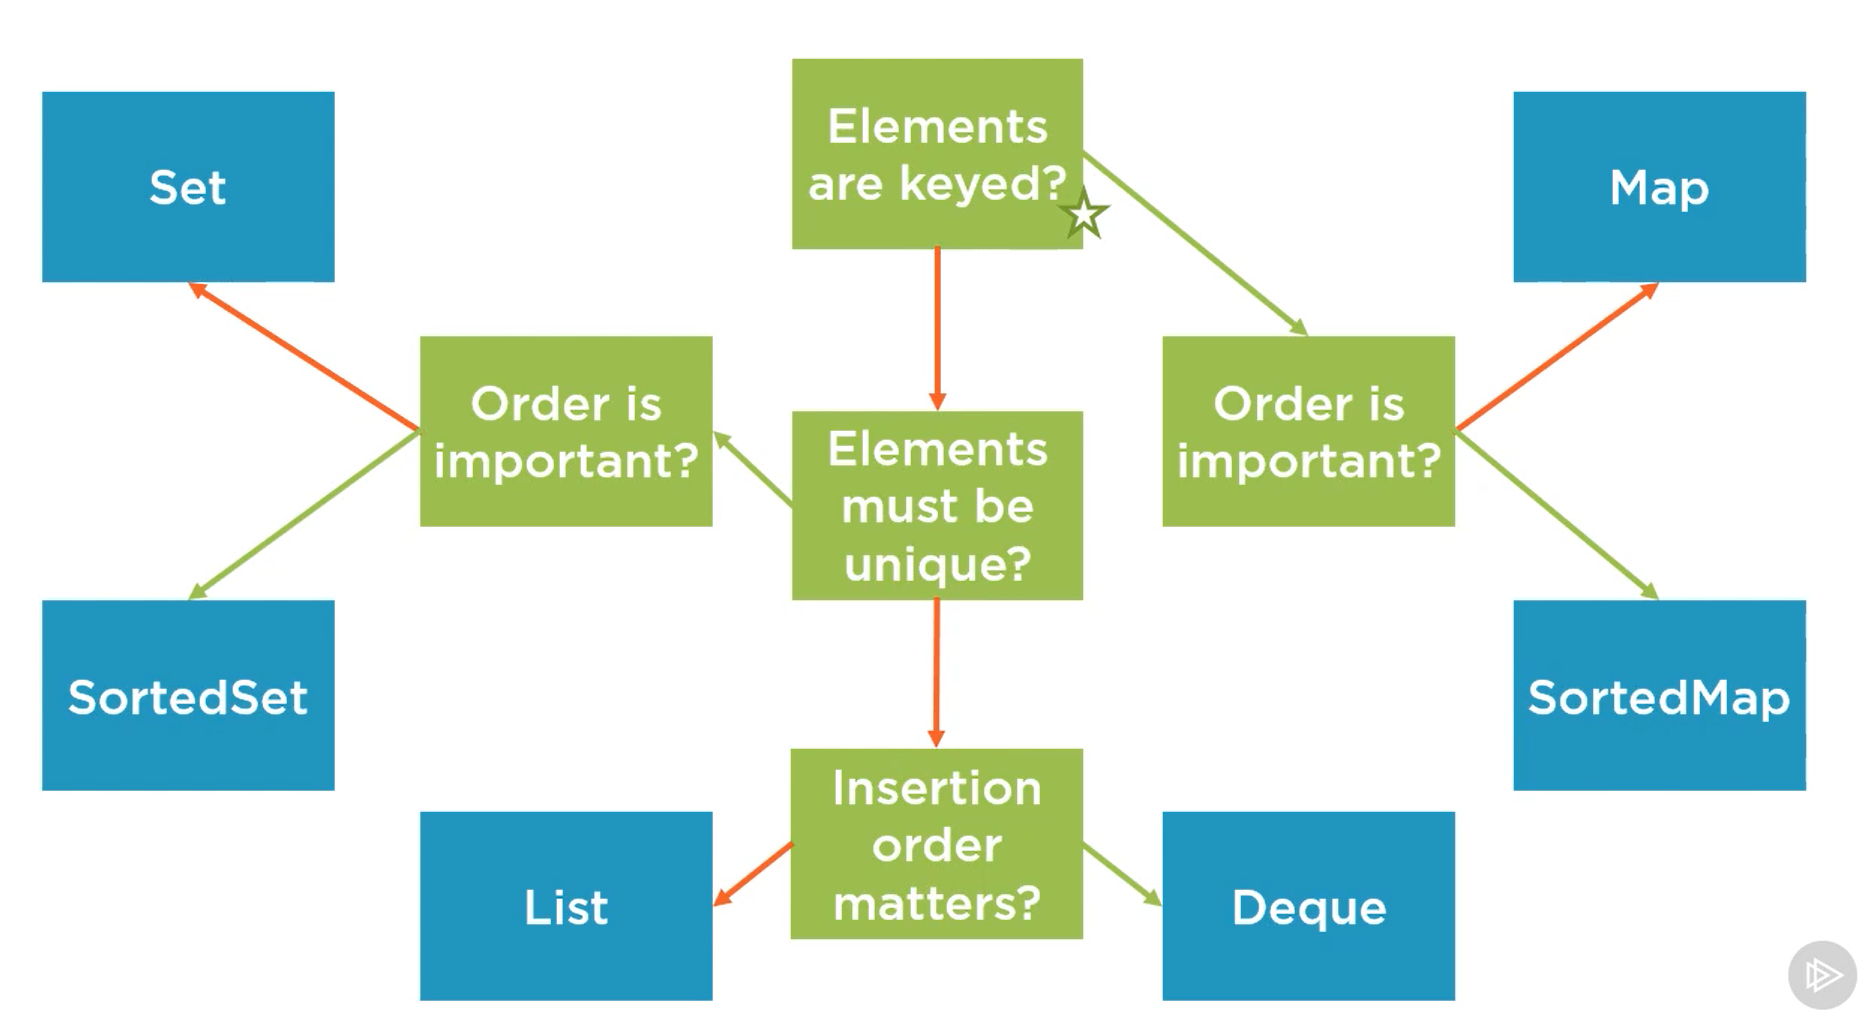 Elements
are keyed?
Set
Map
Order is
important?
Order is
important?
Elements
must be
unique?
SortedSet
SortedMap
Insertion
order
matters?
List
Deque